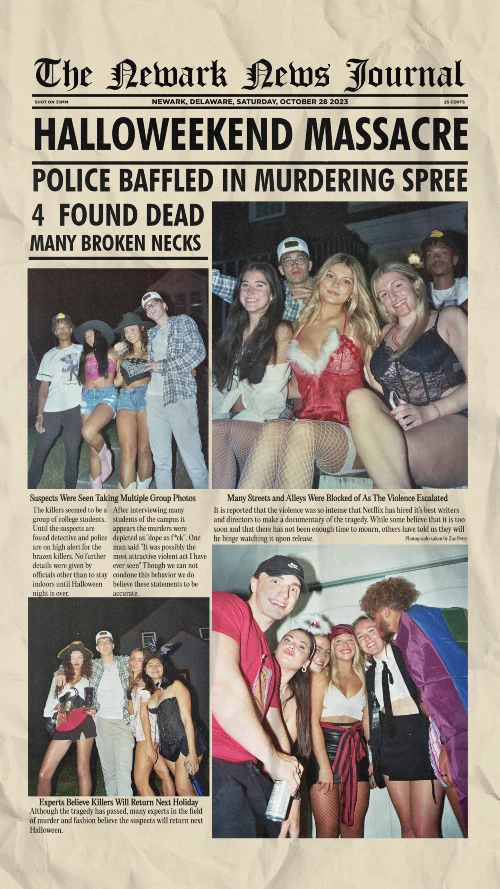 The Newark News Journal
SHOT ON 35MM
NEWARK, DELAWARE, SATURDAY, OCTOBER 28 2023
25 CENTS
HALLOWEEKEND MASSACRE
POLICE BAFFLED IN MURDERING SPREE
4 FOUND DEAD
MANY BROKEN NECKS
Suspects Were Seen Taking Multiple Group Photos
The killers seemed to be a
group of college students.
Until the suspects are
found detective and police
are on high alert for the
brazen killers. No further
details were given by
officials other than to stay
indoors until Halloween
night is over.
After interviewing many
students of the campus it
appears the murders were
depicted as "dope as f*ck". One
man said "It was possibly the
most attractive violent act I have
ever seen" Though we can not
condone this behavior we do
believe these statements to be
accurate.
Many Streets and Alleys Were Blocked of As The Violence Escalated
It is reported that the violence was so intense that Netflix has hired it's best writers
and directors to make a documentary of the tragedy. While some believe that it is too
soon and that there has not been enough time to mourn, others have told us they will
be binge watching it upon release.
Photographs taken by Zac Petty
Experts Believe Killers Will Return Next Holiday
Although the tragedy has passed, many experts in the field
of murder and fashion believe the suspects will return next
Halloween.